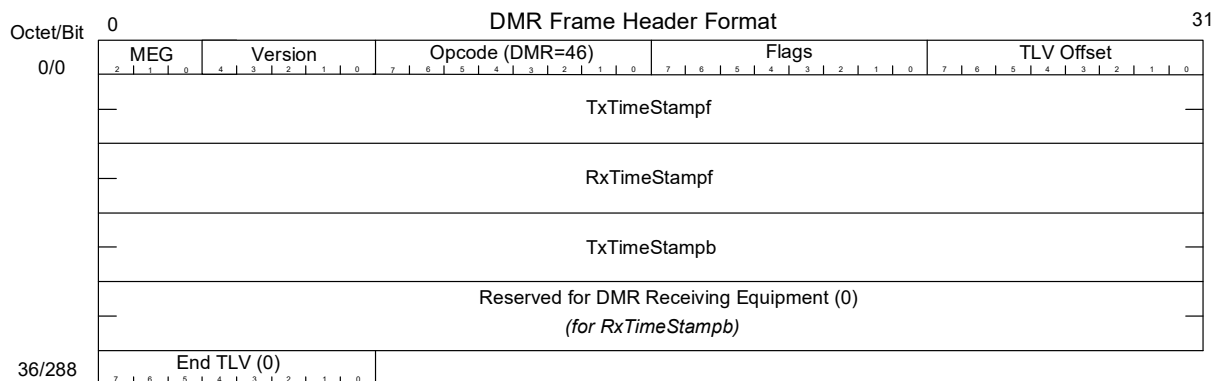 DMR Frame Header Format
Octet/Bit 0 31
MEG Version Opcode (DMR=46) Flags TLV Offset
0/0 2 1 0 4 3 2 1 0 7 6 5 4 3 2 1 0 7 6 5 4 3 2 1 0 7 6 5 4 3 2 1 0
TxTimeStampf
RxTimeStampf
TxTimeStampb
Reserved for DMR Receiving Equipment (0)
(for RxTimeStampb)
End TLV (0)
36/288 7 6 5 4 3 2 1 0